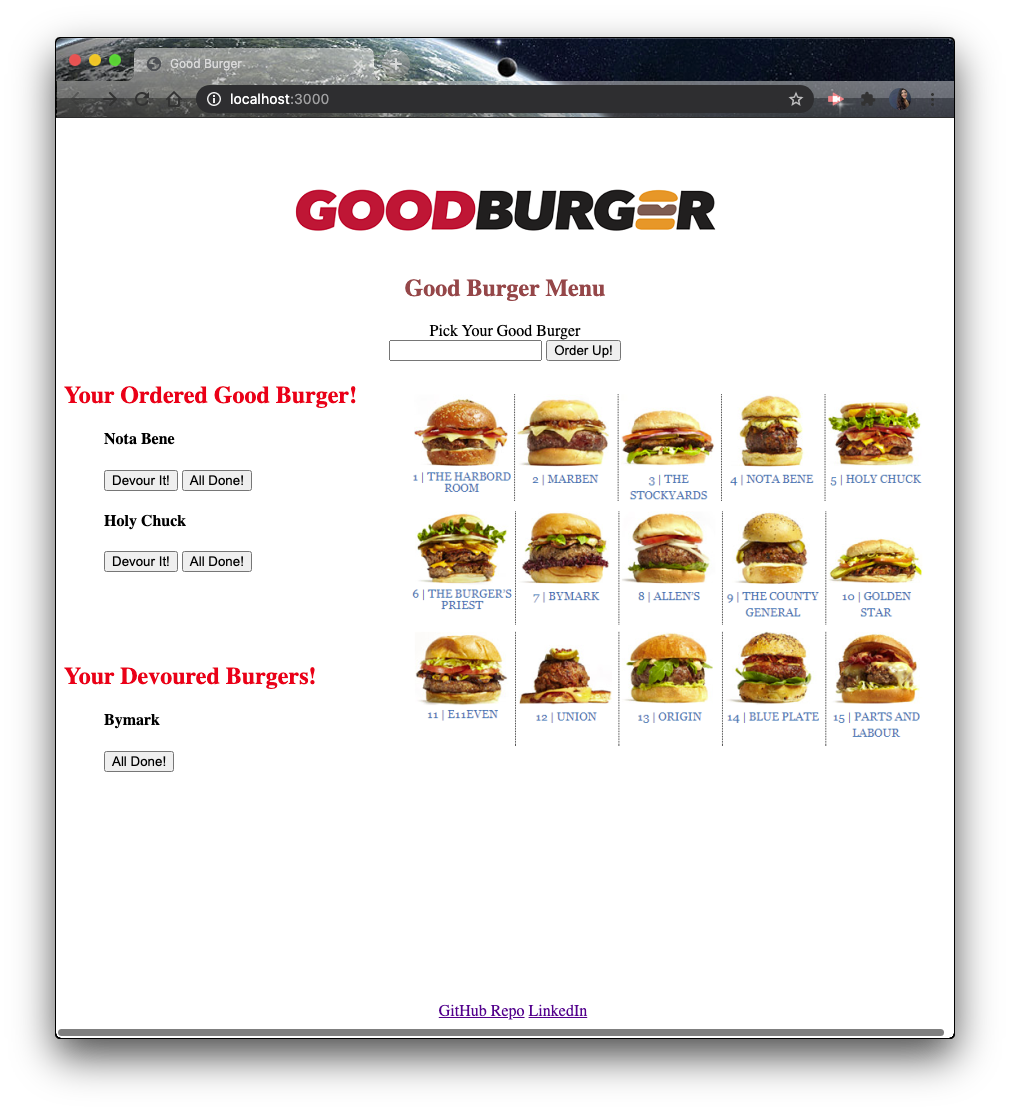 Good Burger
localhost:3000
GOODBURGER
Good Burger Menu
Pick Your Good Burger
Order Up!
Your Ordered Good Burger!
Nota Bene
Devour It! All Done!
Holy Chuck
Devour It! All Done!
Your Devoured Burgers!
Bymark
All Done!
1 | THE HARBORD
ROOM
2 | MARBEN
3 | THE
STOCKYARDS
4 | NOTA BENE
5 | HOLY CHUCK
6 | THE BURGER'S
PRIEST
7 | BYMARK
8 | ALLEN'S
9 | THE COUNTY
GENERAL
10 | GOLDEN
STAR
11 | E11EVEN
12 | UNION
13 | ORIGIN
14 | BLUE PLATE
15 | PARTS AND
LABOUR
GitHub Repo LinkedIn